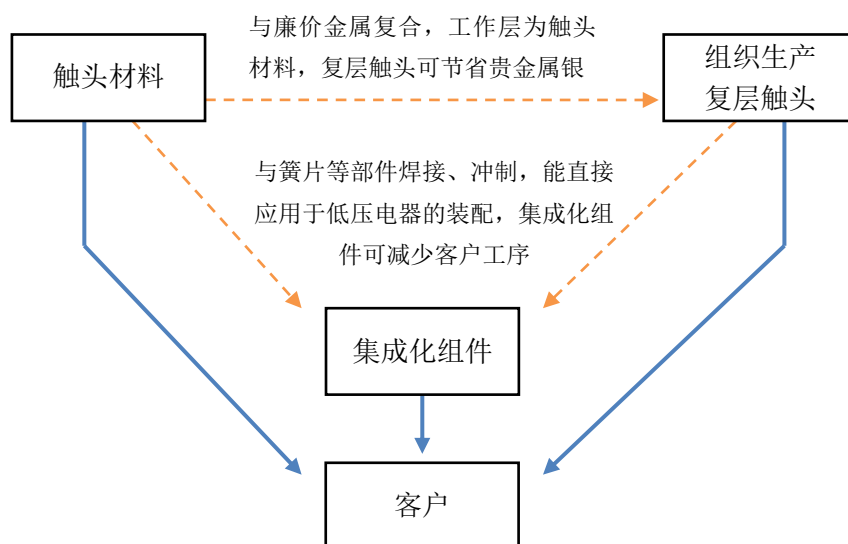 与廉价金属复合，工作层为触头
材料，复层触头可节省贵金属银
触头材料
组织生产
复层触头
与簧片等部件焊接、冲制，能直接
应用于低压电器的装配，集成化组
件可减少客户工序
集成化组件
客户